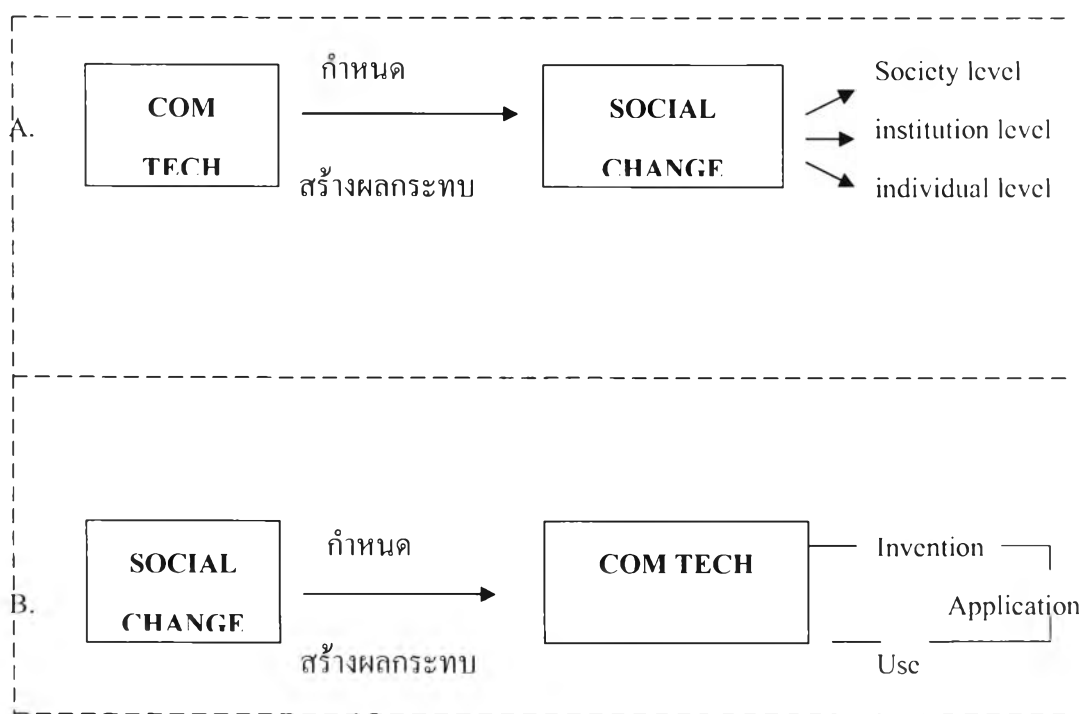 กำหนด
Society level
A.
COM
TECH
SOCIAL
CHANGE
institution level
สร้างผลกระทบ
individual level
กำหนด
SOCIAL
CHANGE
COM TECH
Invention
B.
Application
สร้างผลกระทบ
Use